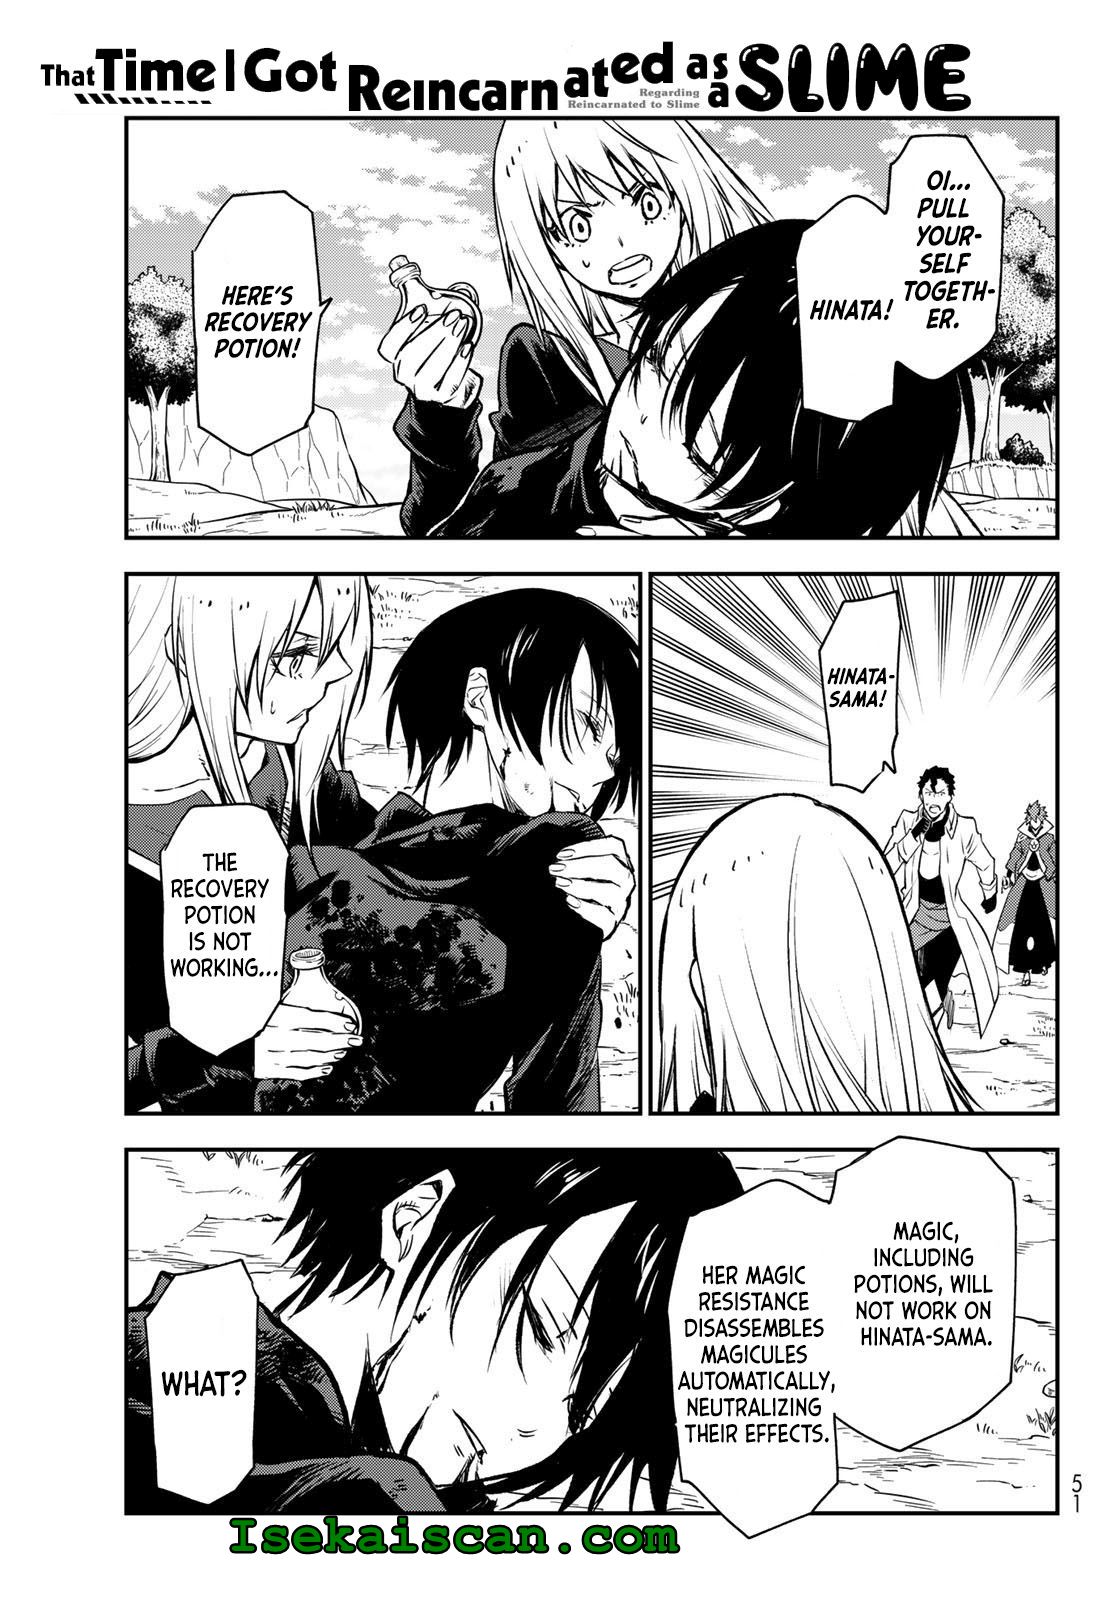 That Time I Got Reincarnated as a SLIME
Regarding
Reincarnated to Slime
OI...
PULL
YOUR-
SELF
TOGETH-
ER.
HINATA!
HERE'S
RECOVERY
POTION!
HINATA-
SAMA!
THE
RECOVERY
POTION
IS NOT
WORKING...
MAGIC,
INCLUDING
POTIONS, WILL
NOT WORK ON
HINATA-SAMA.
HER MAGIC
RESISTANCE
DISASSEMBLES
MAGICULES
AUTOMATICALLY,
NEUTRALIZING
THEIR EFFECTS.
WHAT?
51
Isekaiscan.com